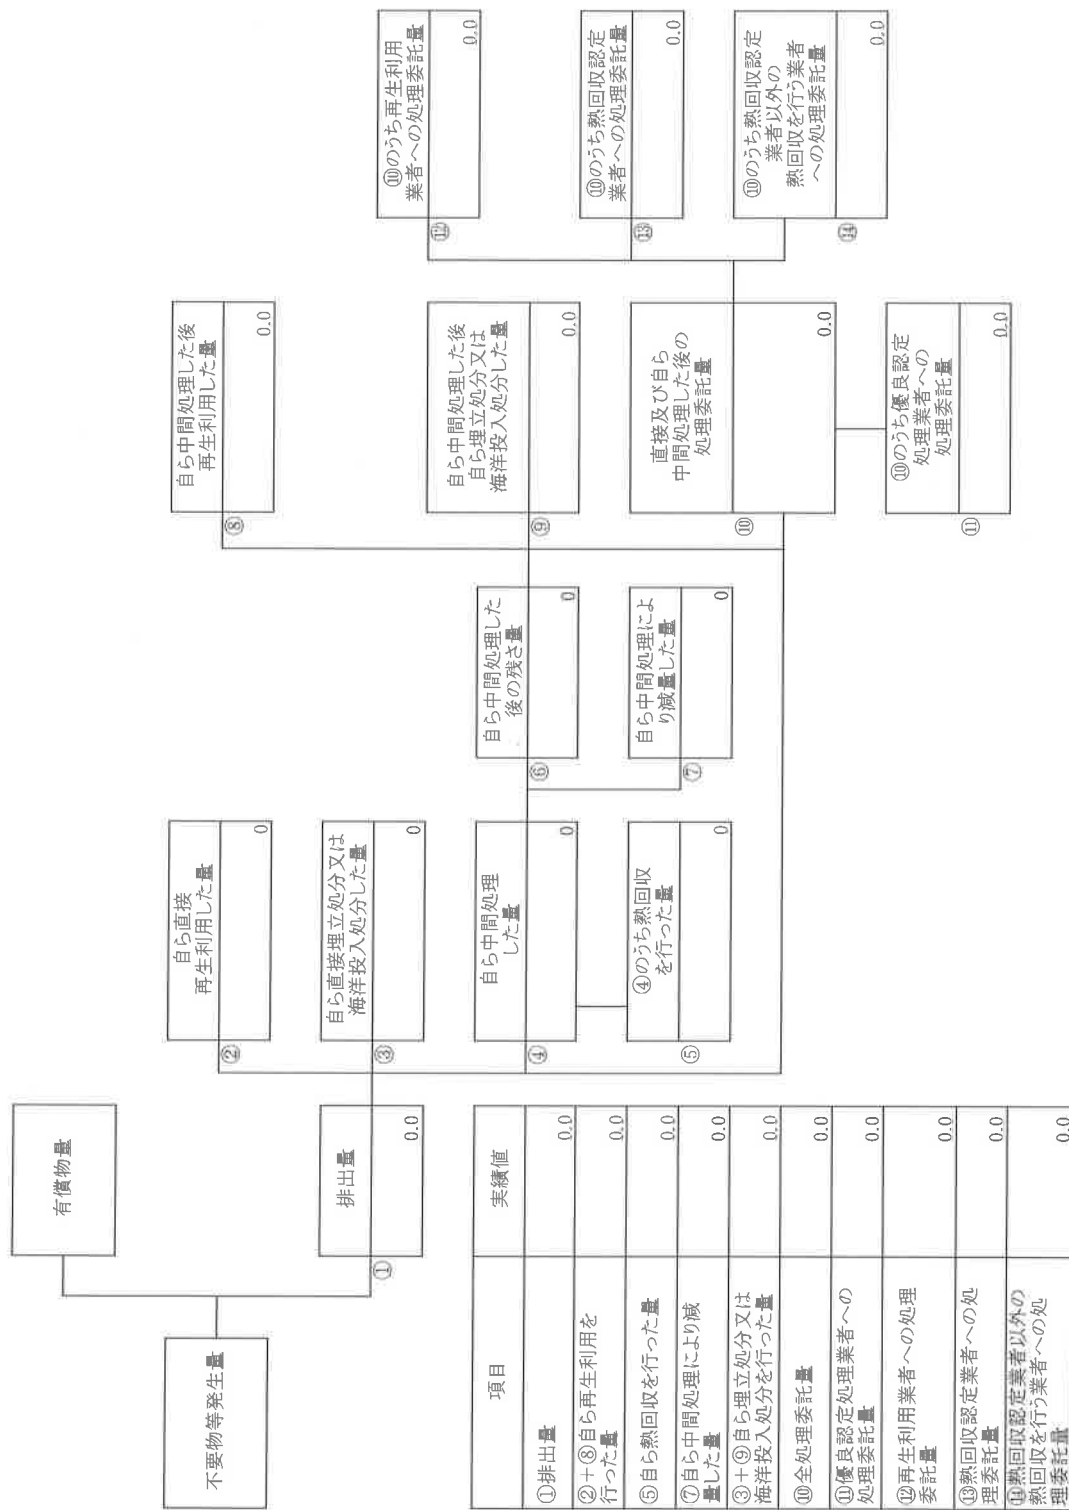 不要物等発生量
有償物量
排出量
①
0.0
自ら直接
再生利用した量
②
0
自ら直接埋立処分又は
海洋投入処分した量
③
0
自ら中間処理
した量
④
0
④のうち熱回収
を行った量
⑤
0
自ら中間処理した
後の残さ量
⑥
0
自ら中間処理によ
り減量した量
⑦
0
自ら中間処理した後
再生利用した量
⑧
0.0
自ら中間処理した後
自ら埋立処分又は
海洋投入処分した量
⑨
0.0
直接及び自ら
中間処理した後の
処理委託量
⑩
0.0
⑩のうち優良認定
処理業者への
処理委託量
⑪
0.0
⑩のうち再生利用
業者への処理委託量
⑫
0.0
⑩のうち熱回収認定
業者への処理委託量
⑬
0.0
⑩のうち熱回収認定
業者以外の
熱回収を行う業者
への処理委託量
⑭
0.0
項目 実績値
①排出量 0.0
②+⑧自ら再生利用を
行った量 0.0
⑤自ら熱回収を行った量 0.0
⑦自ら中間処理により減
量した量 0.0
③+⑨自ら埋立処分又は
海洋投入処分を行った量 0.0
⑩全処理委託量 0.0
⑪優良認定処理業者への
処理委託量 0.0
⑫再生利用業者への処理
委託量 0.0
⑬熱回収認定業者への処
理委託量 0.0
⑭熱回収認定業者以外の
熱回収を行う業者への処
理委託量 0.0